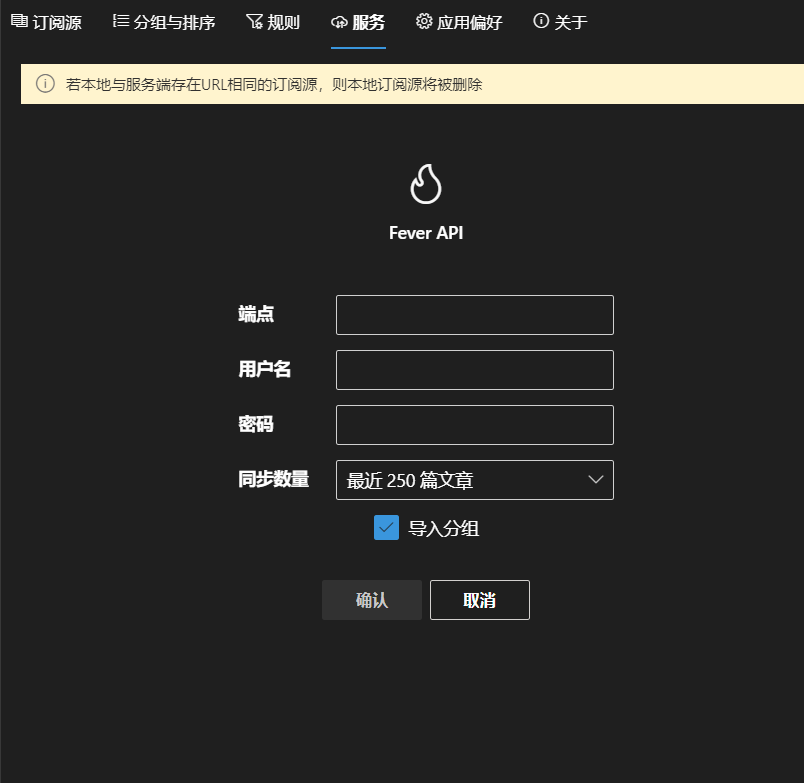 订阅源 分组与排序 规则 服务 应用偏好 关于
若本地与服务端存在URL相同的订阅源，则本地订阅源将被删除
Fever API
端点
用户名
密码
同步数量 最近 250 篇文章
导入分组
确认 取消